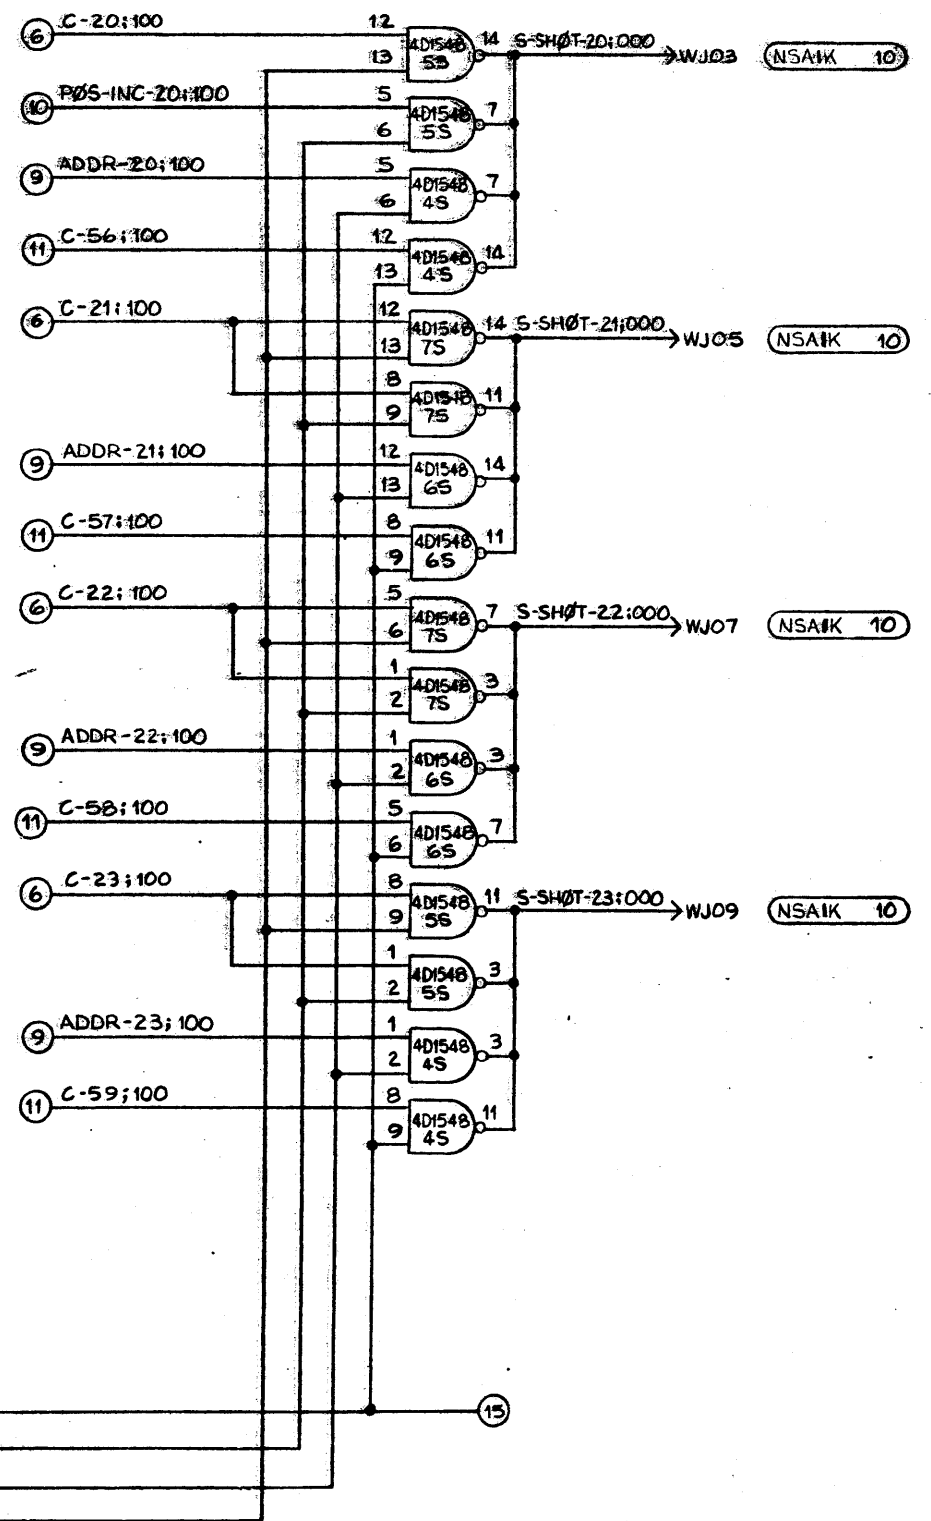 6 C-20;100 12 4D1548 5S 14 S-SHØT-20;000 WJ03 NSAIK 10
13
10 PØS-INC-20;100 5 4D1548 5S 7
6
9 ADDR-20;100 5 4D1548 4S 7
6
11 C-56;100 12 4D1548 4S 14
13
6 C-21;100 12 4D1548 7S 14 S-SHØT-21;000 WJ05 NSAIK 10
13
8 4D1548 7S 11
9
9 ADDR-21;100 12 4D1548 6S 14
13
11 C-57;100 8 4D1548 6S 11
9
6 C-22;100 5 4D1548 7S 7 S-SHØT-22;000 WJ07 NSAIK 10
6
1 4D1548 7S 3
2
9 ADDR-22;100 1 4D1548 6S 3
2
11 C-58;100 5 4D1548 6S 7
6
6 C-23;100 8 4D1548 5S 11 S-SHØT-23;000 WJ09 NSAIK 10
9
1 4D1548 5S 3
2
9 ADDR-23;100 1 4D1548 4S 3
2
11 C-59;100 8 4D1548 4S 11
9
15